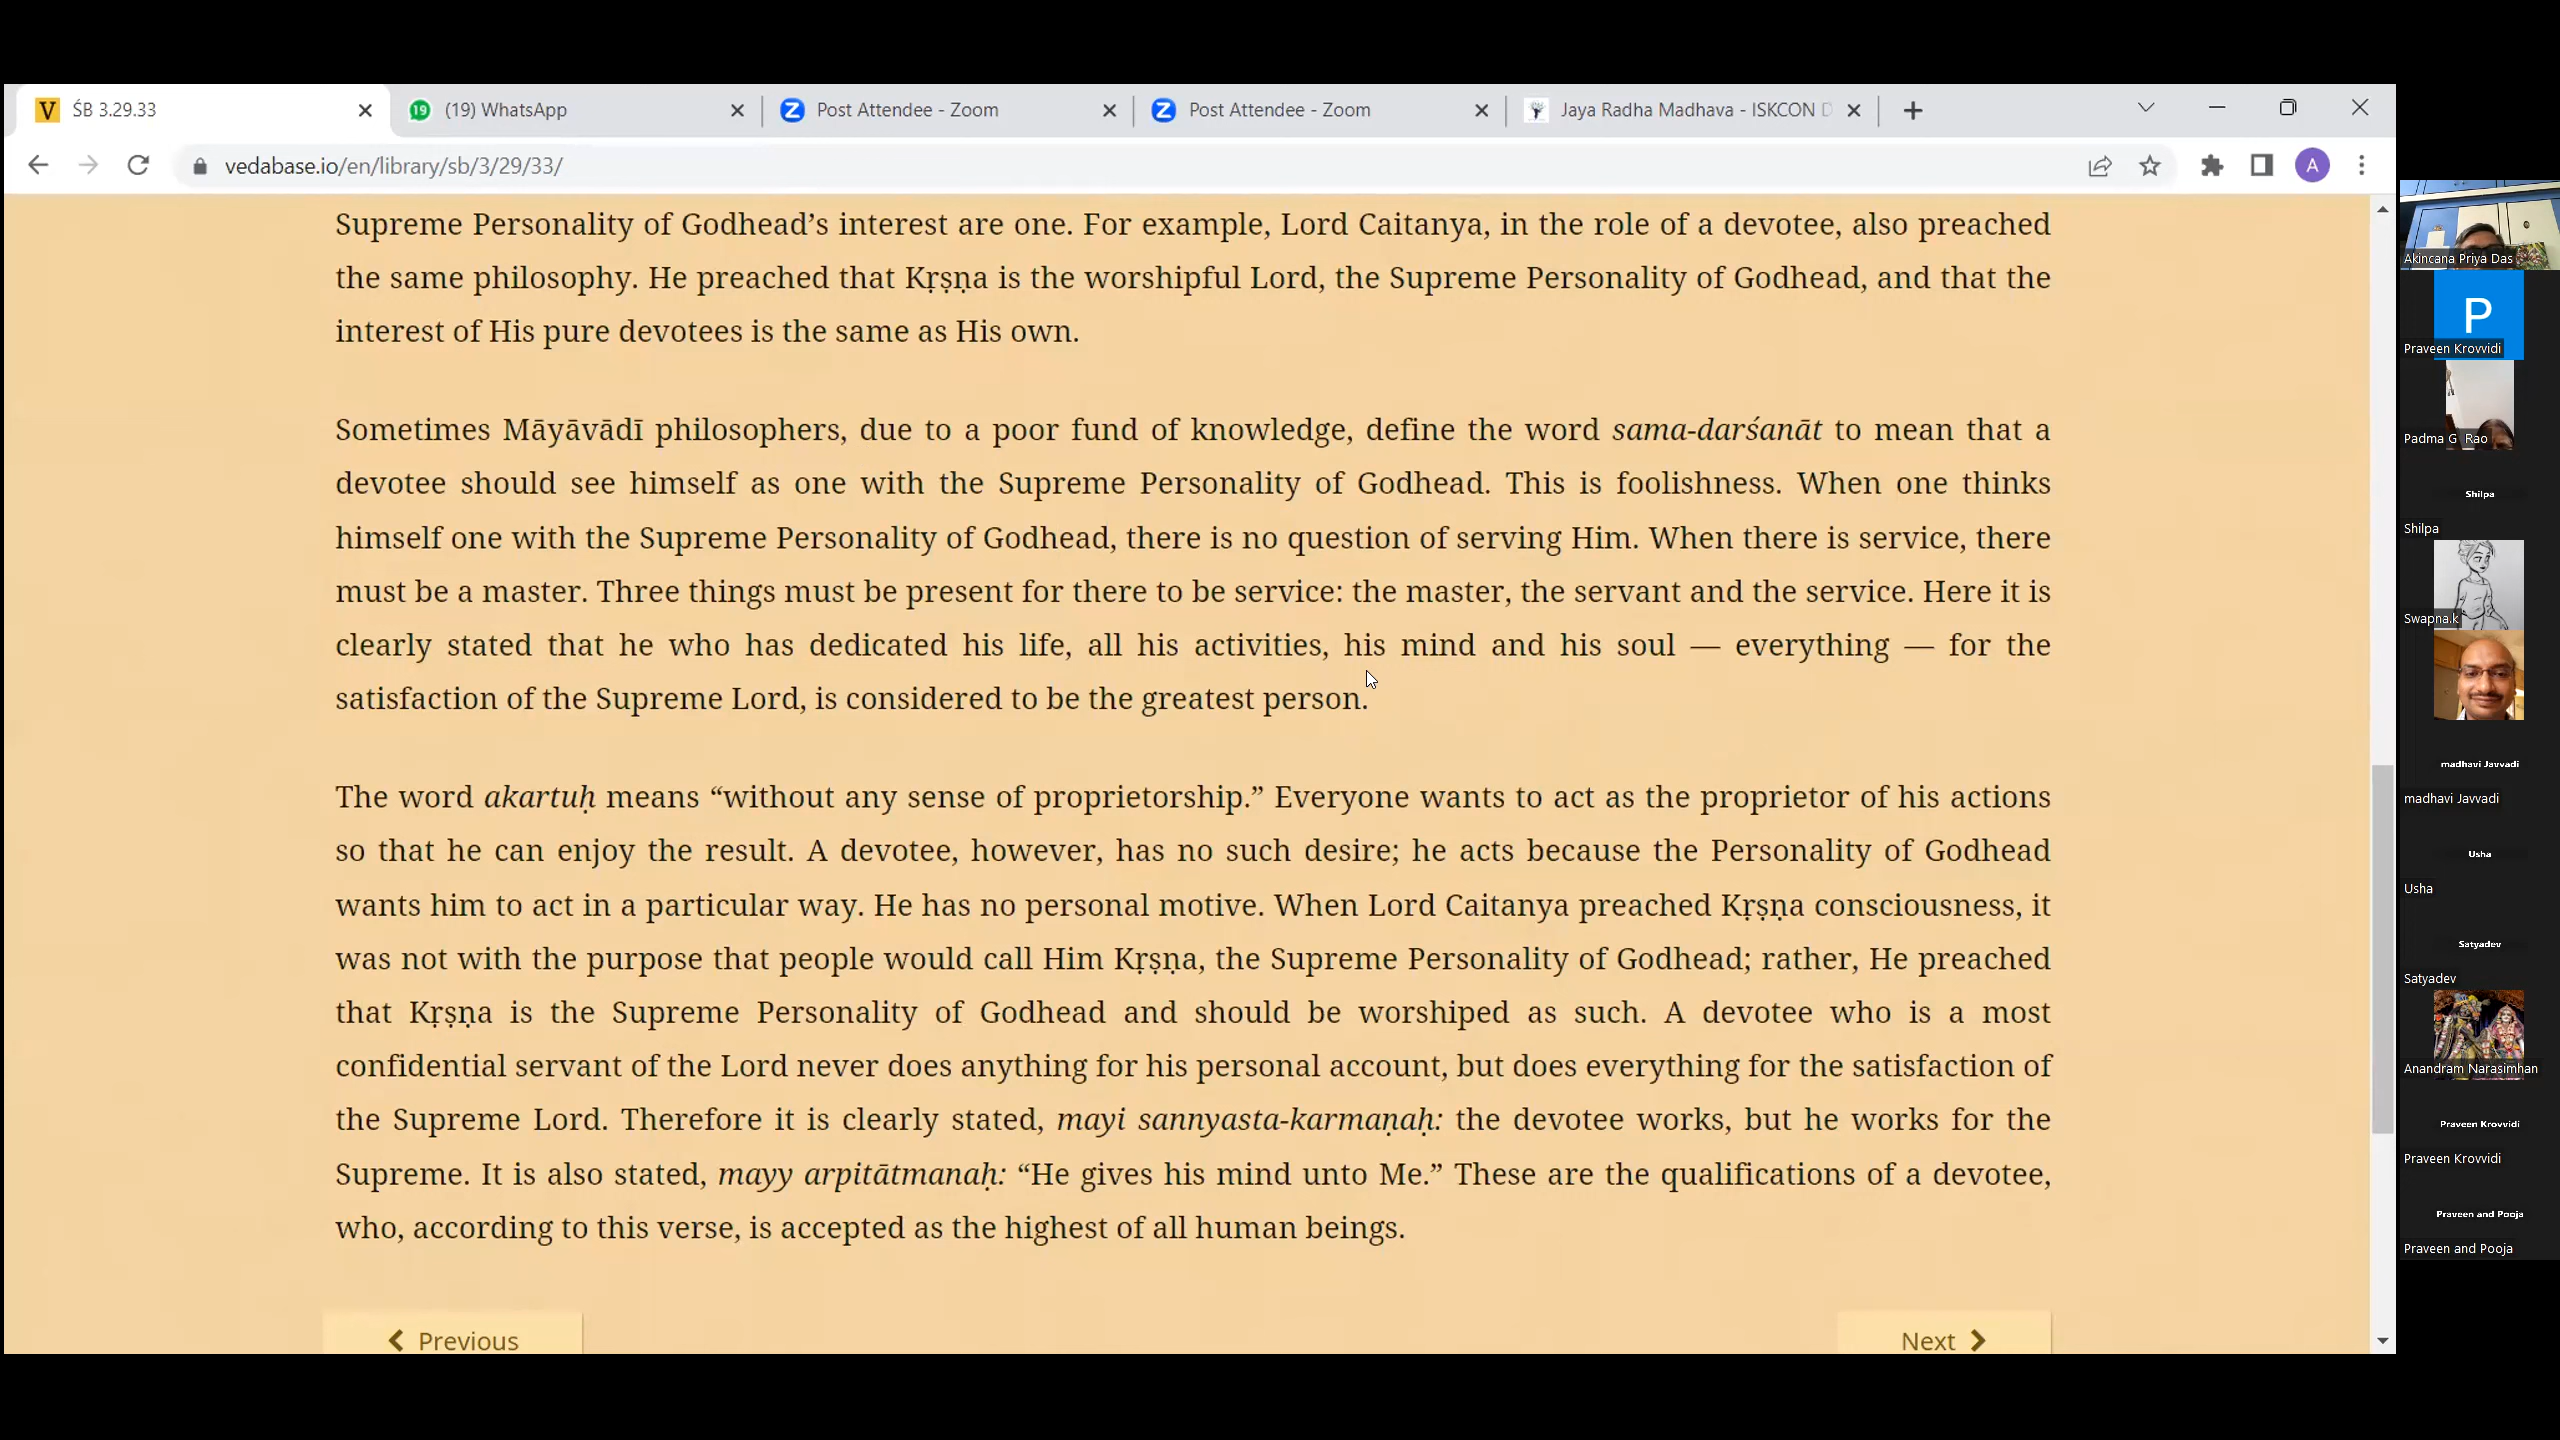 ŚB 3.29.33
(19) WhatsApp
Post Attendee - Zoom
Post Attendee - Zoom
Jaya Radha Madhava - ISKCON D
vedabase.io/en/library/sb/3/29/33/
A
Supreme Personality of Godhead’s interest are one. For example, Lord Caitanya, in the role of a devotee, also preached
the same philosophy. He preached that Kṛṣṇa is the worshipful Lord, the Supreme Personality of Godhead, and that the
interest of His pure devotees is the same as His own.
Sometimes Māyāvādī philosophers, due to a poor fund of knowledge, define the word sama-darśanāt to mean that a
devotee should see himself as one with the Supreme Personality of Godhead. This is foolishness. When one thinks
himself one with the Supreme Personality of Godhead, there is no question of serving Him. When there is service, there
must be a master. Three things must be present for there to be service: the master, the servant and the service. Here it is
clearly stated that he who has dedicated his life, all his activities, his mind and his soul — everything — for the
satisfaction of the Supreme Lord, is considered to be the greatest person.
The word akartuḥ means “without any sense of proprietorship.” Everyone wants to act as the proprietor of his actions
so that he can enjoy the result. A devotee, however, has no such desire; he acts because the Personality of Godhead
wants him to act in a particular way. He has no personal motive. When Lord Caitanya preached Kṛṣṇa consciousness, it
was not with the purpose that people would call Him Kṛṣṇa, the Supreme Personality of Godhead; rather, He preached
that Kṛṣṇa is the Supreme Personality of Godhead and should be worshiped as such. A devotee who is a most
confidential servant of the Lord never does anything for his personal account, but does everything for the satisfaction of
the Supreme Lord. Therefore it is clearly stated, mayi sannyasta-karmaṇaḥ: the devotee works, but he works for the
Supreme. It is also stated, mayy arpitātmanaḥ: “He gives his mind unto Me.” These are the qualifications of a devotee,
who, according to this verse, is accepted as the highest of all human beings.
Previous
Next
Akincana Priya Das
P
Praveen Krovvidi
Padma G Rao
Shilpa
Shilpa
Swapna.k
madhavi Javvadi
madhavi Javvadi
Usha
Usha
Satyadev
Satyadev
Anandram Narasimhan
Praveen Krovvidi
Praveen Krovvidi
Praveen and Pooja
Praveen and Pooja